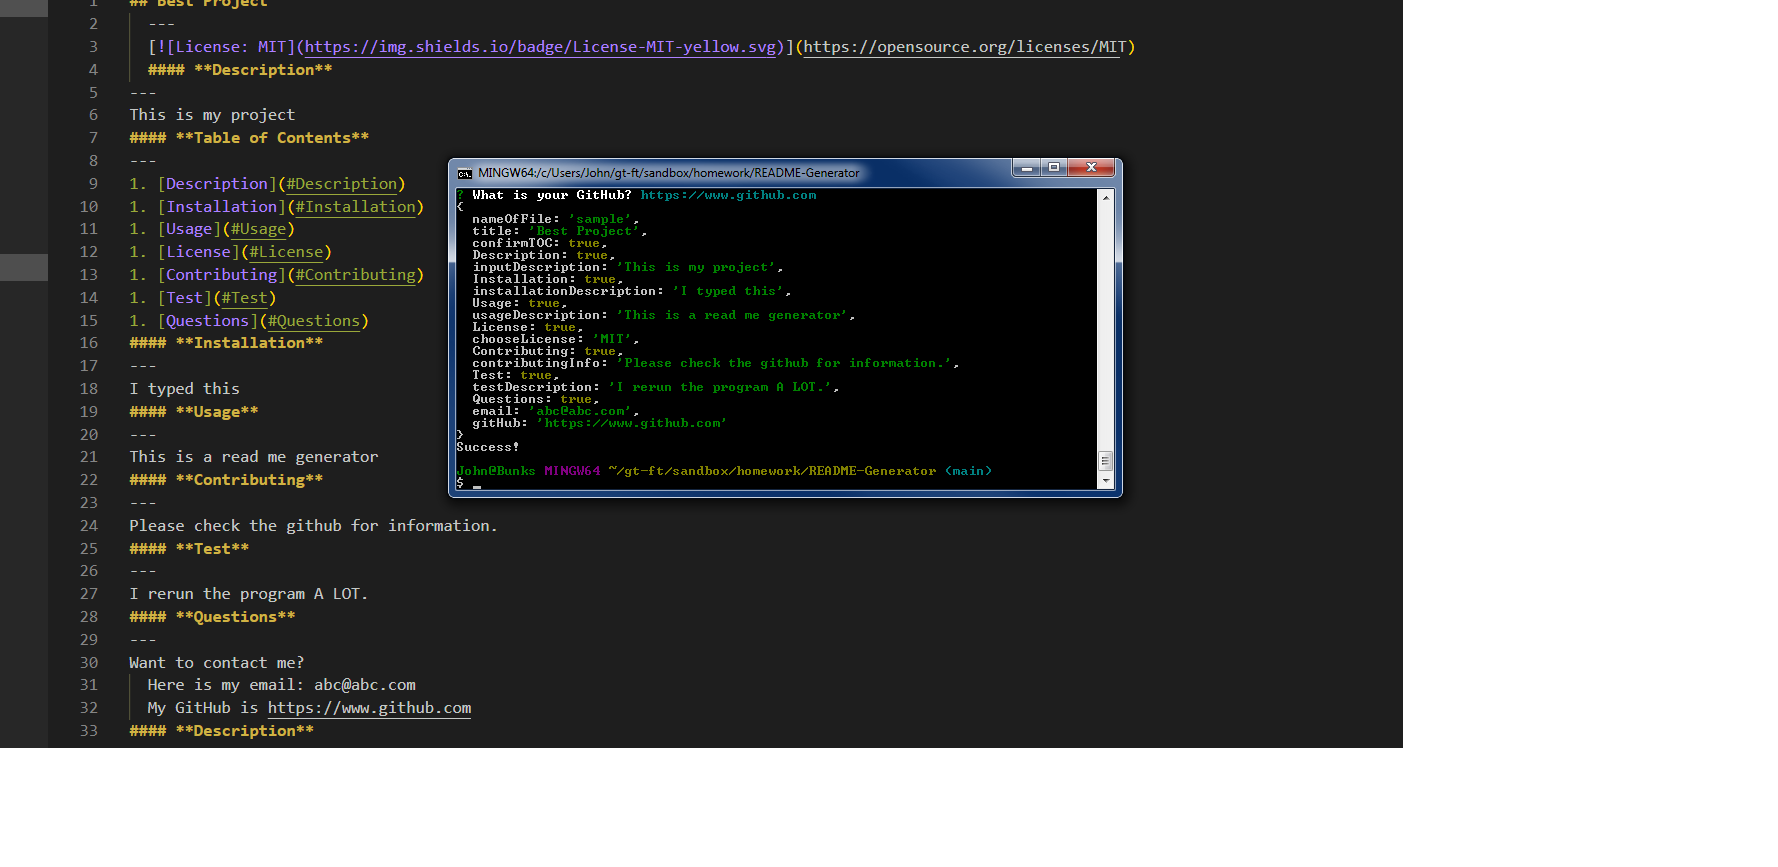 1 ## Best Project
2 ---
3 [![License: MIT](https://img.shields.io/badge/License-MIT-yellow.svg)](https://opensource.org/licenses/MIT)
4 #### **Description**
5 ---
6 This is my project
7 #### **Table of Contents**
8 ---
9 1. [Description](#Description)
10 1. [Installation](#Installation)
11 1. [Usage](#Usage)
12 1. [License](#License)
13 1. [Contributing](#Contributing)
14 1. [Test](#Test)
15 1. [Questions](#Questions)
16 #### **Installation**
17 ---
18 I typed this
19 #### **Usage**
20 ---
21 This is a read me generator
22 #### **Contributing**
23 ---
24 Please check the github for information.
25 #### **Test**
26 ---
27 I rerun the program A LOT.
28 #### **Questions**
29 ---
30 Want to contact me?
31 Here is my email: abc@abc.com
32 My GitHub is https://www.github.com
33 #### **Description**
MINGW64:/c/Users/John/gt-ft/sandbox/homework/README-Generator
? What is your GitHub? https://www.github.com
{
nameOfFile: 'sample',
title: 'Best Project',
confirmTOC: true,
Description: true,
inputDescription: 'This is my project',
Installation: true,
installationDescription: 'I typed this',
Usage: true,
usageDescription: 'This is a read me generator',
License: true,
chooseLicense: 'MIT',
Contributing: true,
contributingInfo: 'Please check the github for information.',
Test: true,
testDescription: 'I rerun the program A LOT.',
Questions: true,
email: 'abc@abc.com',
gitHub: 'https://www.github.com'
}
Success!
John@Bunks MINGW64 ~/gt-ft/sandbox/homework/README-Generator (main)
$ _